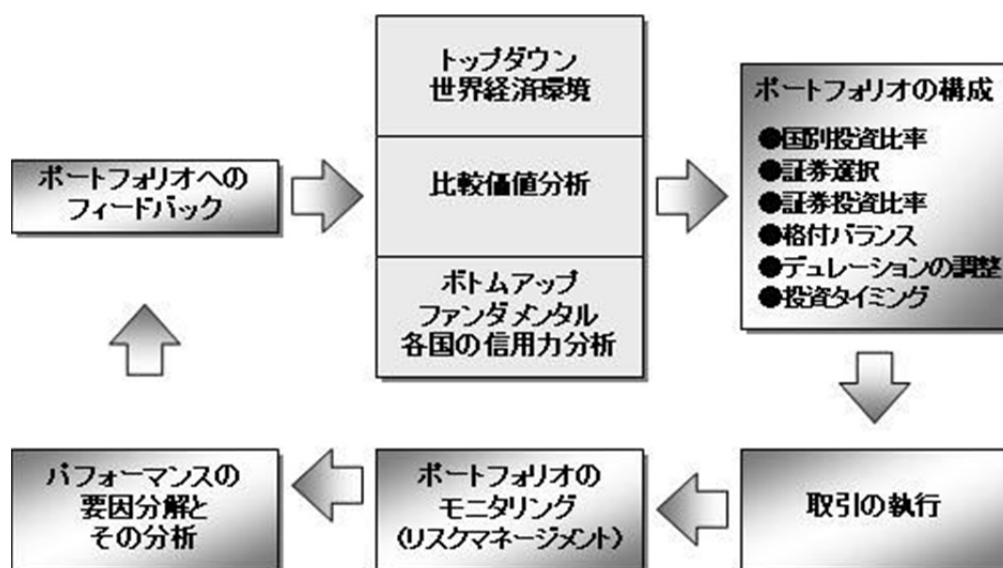 トップダウン
世界経済環境
比較価値分析
ボトムアップ
ファンダメンタル
各国の信用力分析
ポートフォリオの構成
●国別投資比率
●証券選択
●証券投資比率
●格付バランス
●デュレーションの調整
●投資タイミング
取引の執行
ポートフォリオの
モニタリング
(リスクマネージメント)
パフォーマンスの
要因分解と
その分析
ポートフォリオへの
フィードバック